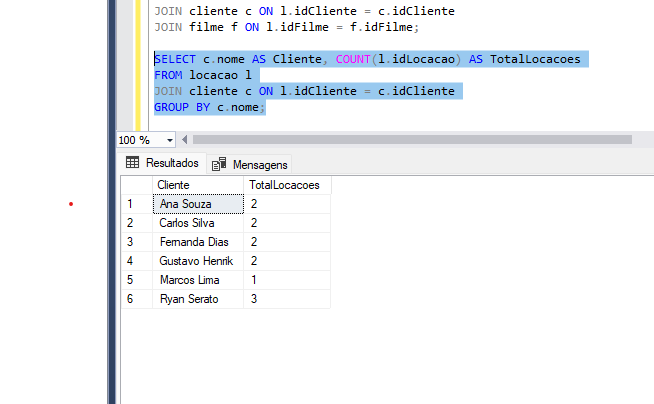 JOIN cliente c ON l.idCliente = c.idCliente
JOIN filme f ON l.idFilme = f.idFilme;
SELECT c.nome AS Cliente, COUNT(l.idLocacao) AS TotalLocacoes
FROM locacao l
JOIN cliente c ON l.idCliente = c.idCliente
GROUP BY c.nome;
100 %
Resultados Mensagens
Cliente TotalLocacoes
1 Ana Souza 2
2 Carlos Silva 2
3 Fernanda Dias 2
4 Gustavo Henrik 2
5 Marcos Lima 1
6 Ryan Serato 3